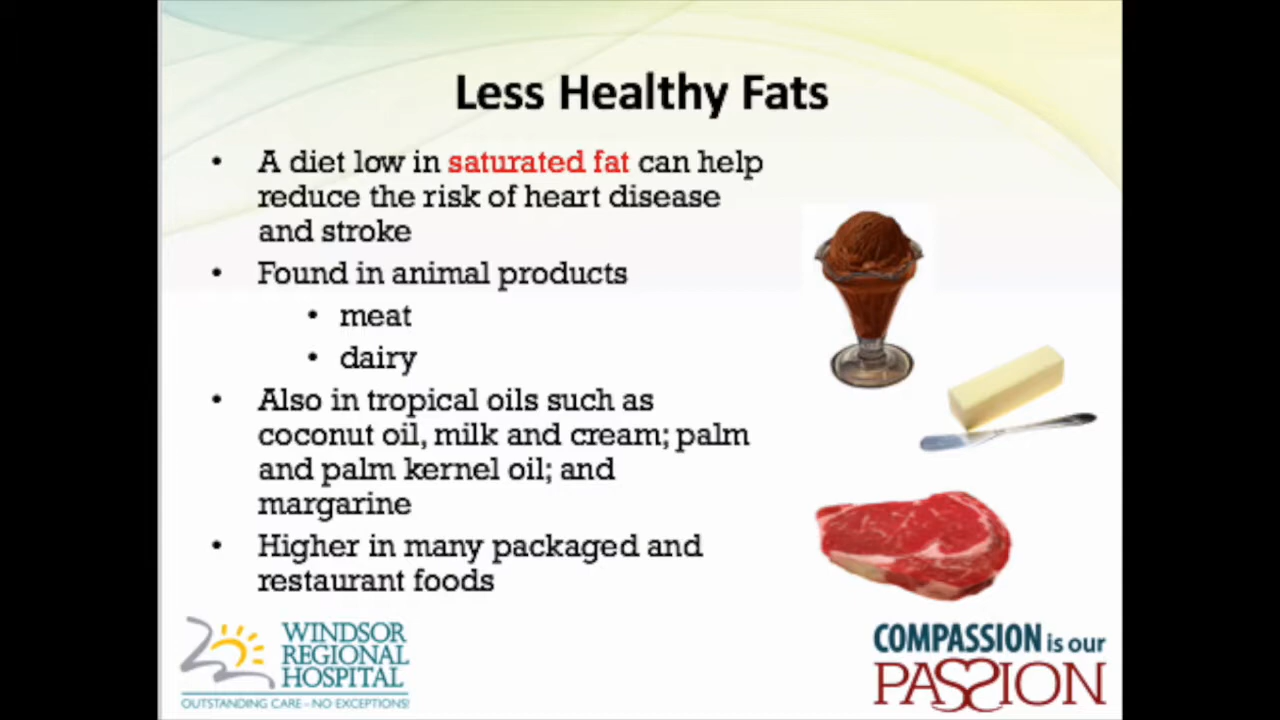 Less Healthy Fats
• A diet low in saturated fat can help
reduce the risk of heart disease
and stroke
• Found in animal products
• meat
• dairy
• Also in tropical oils such as
coconut oil, milk and cream; palm
and palm kernel oil; and
margarine
• Higher in many packaged and
restaurant foods
WINDSOR
REGIONAL
HOSPITAL
OUTSTANDING CARE – NO EXCEPTIONS!
COMPASSION is our
PASSION